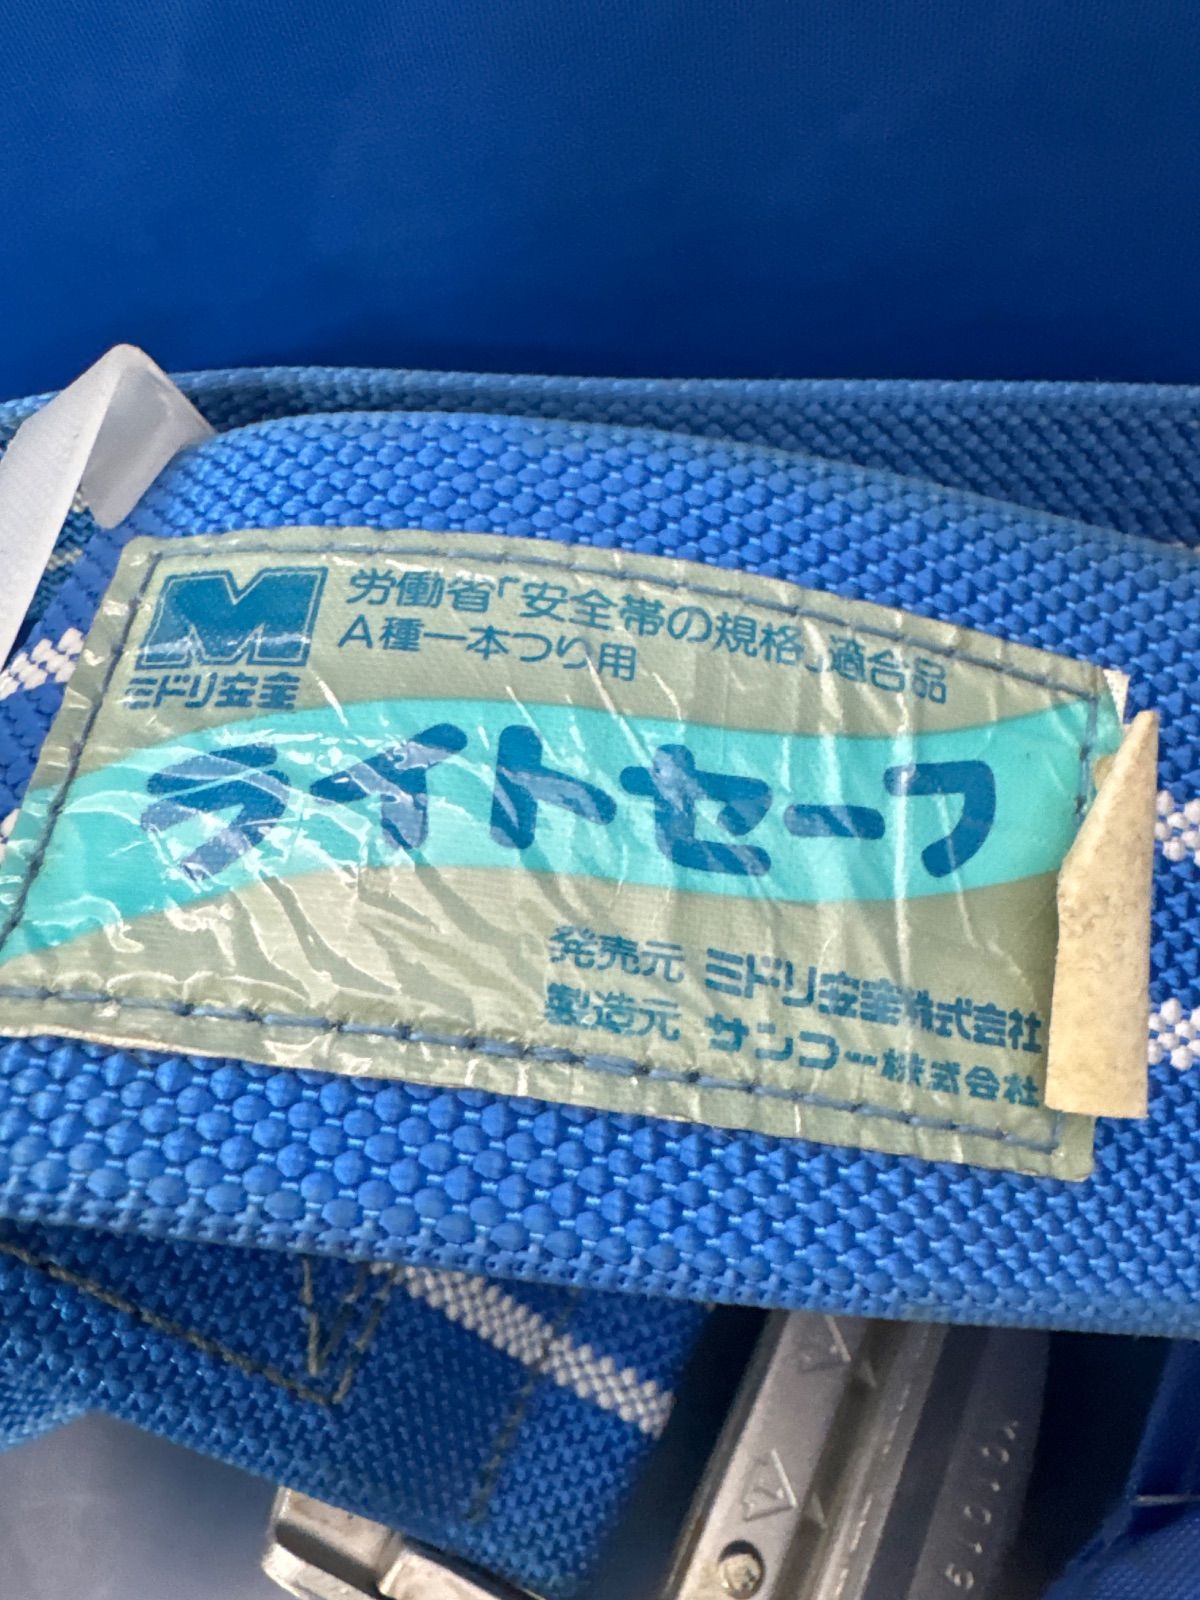 M
ミドリ安全
労働省「安全帯の規格」適合品
A種一本つり用
ライトセーフ
発売元 ミドリ安全株式会社
製造元 サンコー株式会社